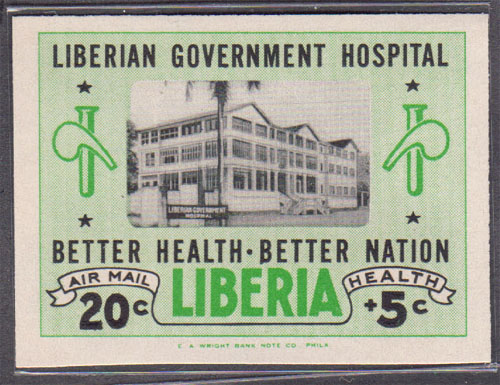 LIBERIAN GOVERNMENT HOSPITAL
LIBERIAN GOVERNMENT
HOSPITAL
BETTER HEALTH · BETTER NATION
AIR MAIL
20c
LIBERIA
HEALTH
+5c
E. A. WRIGHT BANK NOTE CO., PHILA.